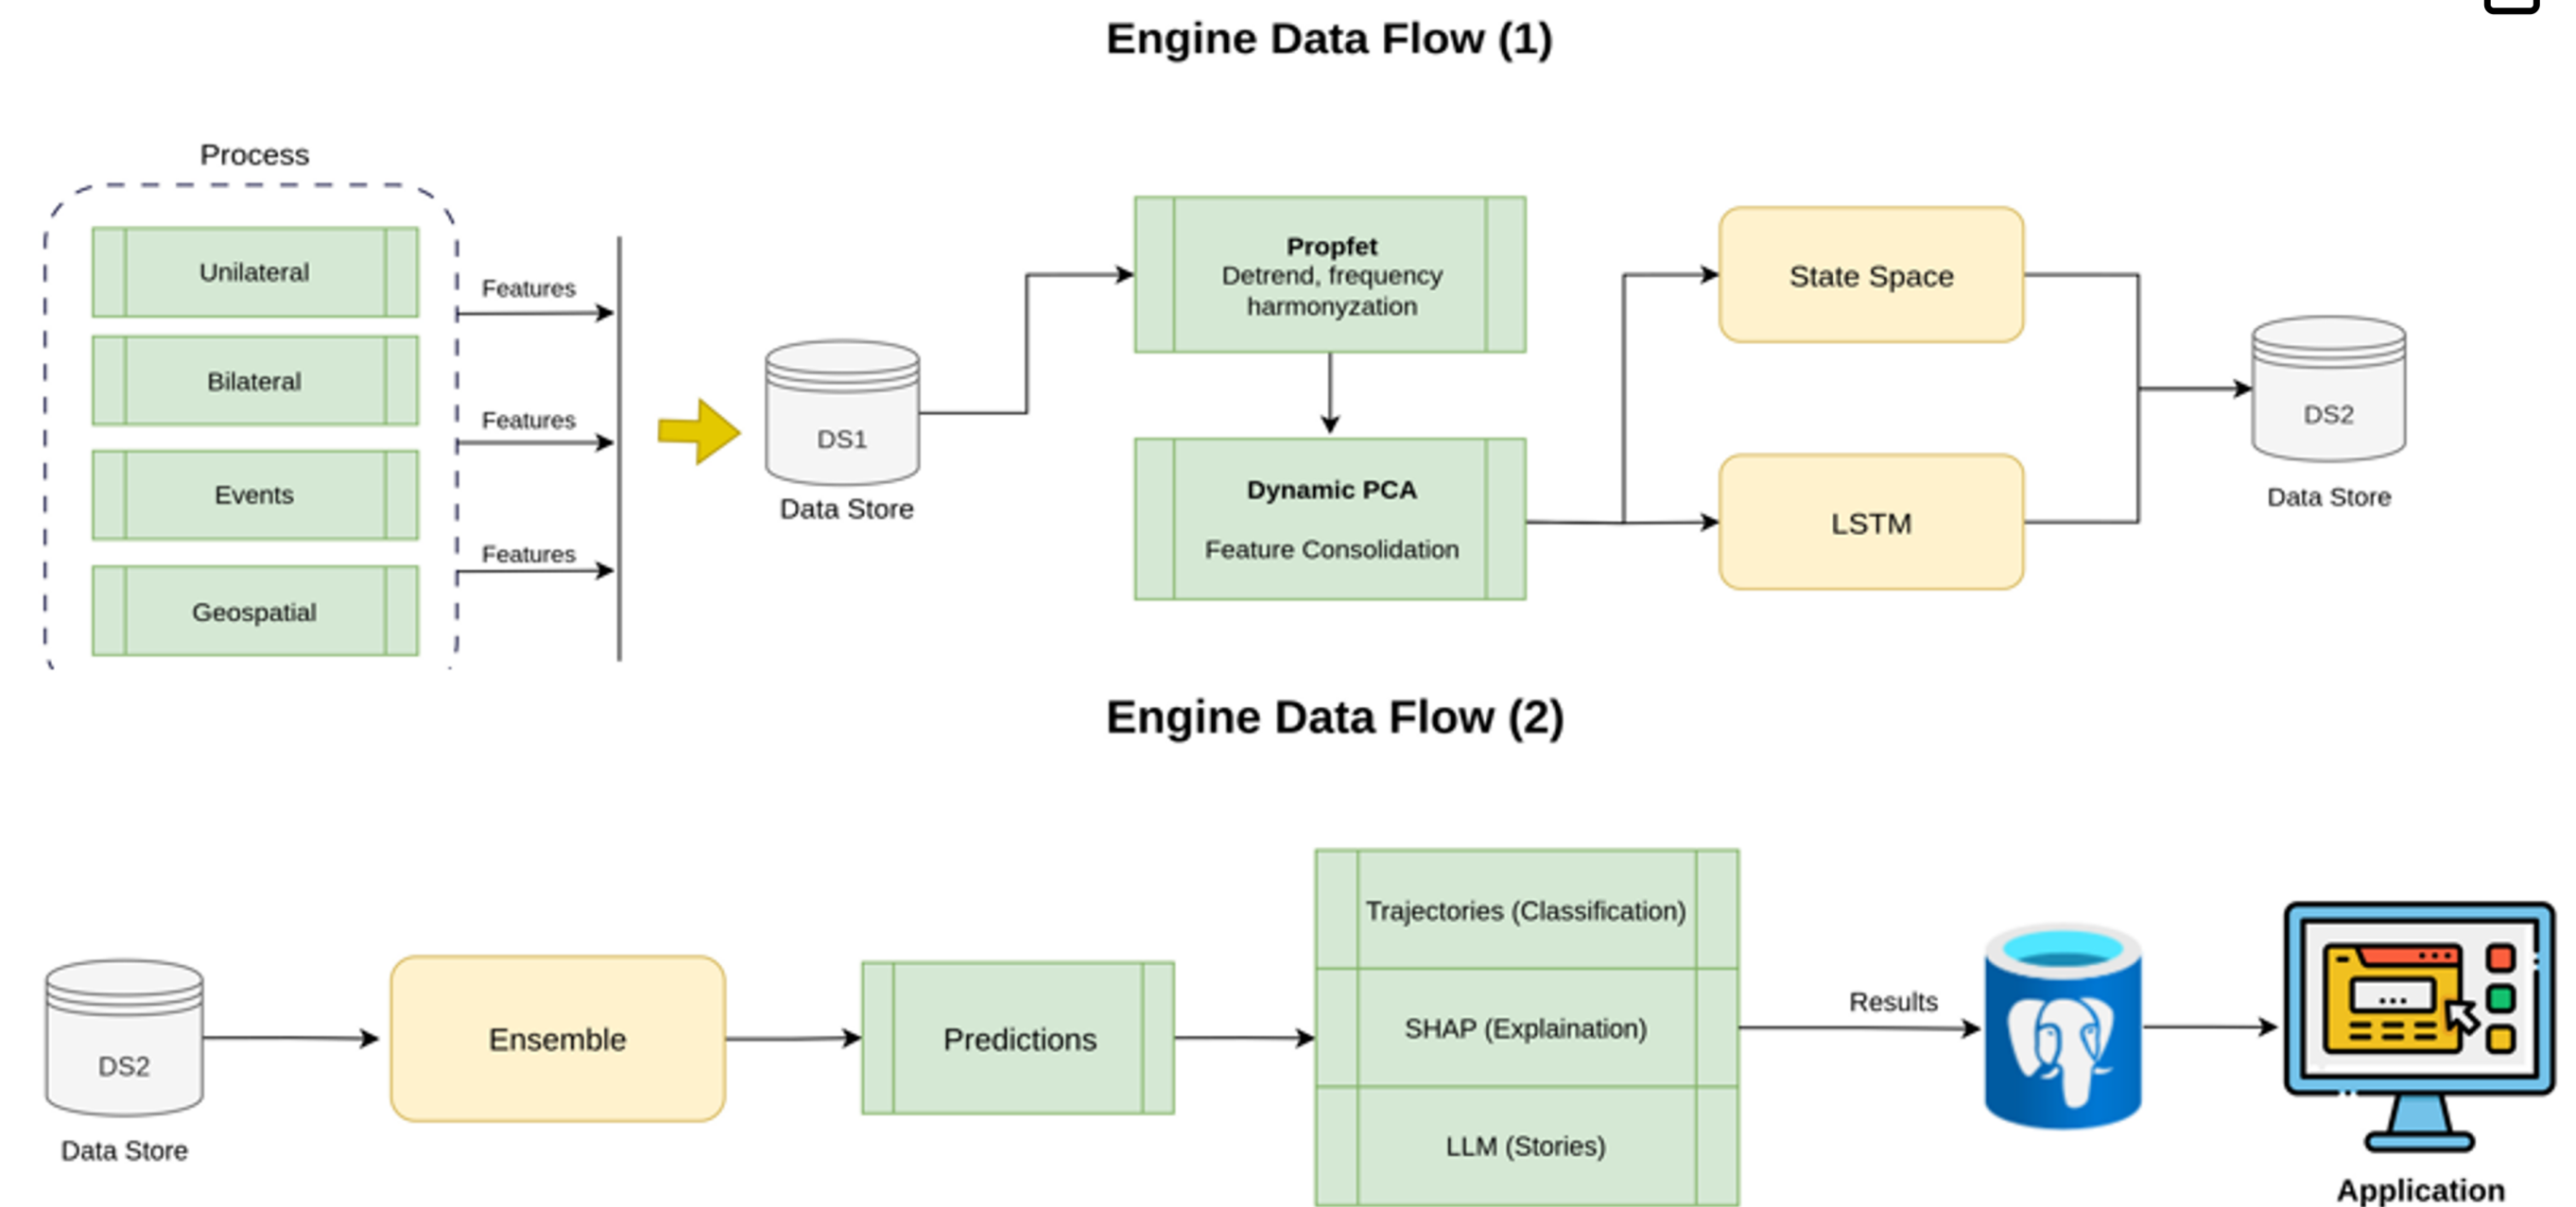 Engine Data Flow (1)
Process
Unilateral
Bilateral
Events
Geospatial
Features
Features
Features
DS1
Data Store
Propfet
Detrend, frequency
harmonyzation
Dynamic PCA
Feature Consolidation
State Space
LSTM
DS2
Data Store
Engine Data Flow (2)
DS2
Data Store
Ensemble
Predictions
Trajectories (Classification)
SHAP (Explaination)
LLM (Stories)
Results
...
Application